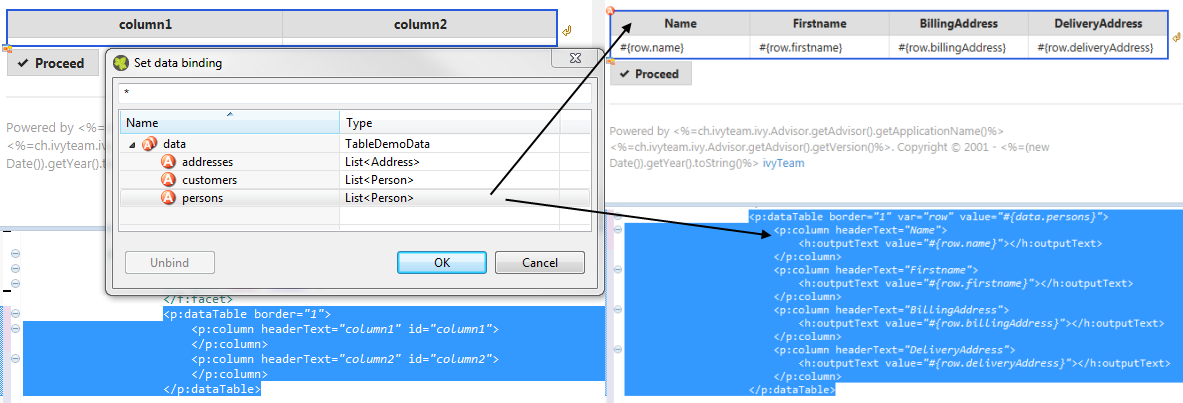 column1 column2
Proceed
Set data binding
*
Name Type
data TableDemoData
addresses List<Address>
customers List<Person>
persons List<Person>
Unbind OK Cancel
Powered by <%=ch.ivyteam.i
<%=ch.ivyteam.iv
Date()).getYear().t
</f:facet>
<p:dataTable border="1">
<p:column headerText="column1" id="column1">
</p:column>
<p:column headerText="column2" id="column2">
</p:column>
</p:dataTable>
Name Firstname BillingAddress DeliveryAddress
#{row.name} #{row.firstname} #{row.billingAddress} #{row.deliveryAddress}
Proceed
Powered by <%=ch.ivyteam.ivy.Advisor.getAdvisor().getApplicationName()%>
<%=ch.ivyteam.ivy.Advisor.getAdvisor().getVersion()%>. Copyright © 2001 - <%=(new
Date()).getYear().toString()%> ivyTeam
<p:dataTable border="1" var="row" value="#{data.persons}">
<p:column headerText="Name">
<h:outputText value="#{row.name}"></h:outputText>
</p:column>
<p:column headerText="Firstname">
<h:outputText value="#{row.firstname}"></h:outputText>
</p:column>
<p:column headerText="BillingAddress">
<h:outputText value="#{row.billingAddress}"></h:outputText>
</p:column>
<p:column headerText="DeliveryAddress">
<h:outputText value="#{row.deliveryAddress}"></h:outputText>
</p:column>
</p:dataTable>